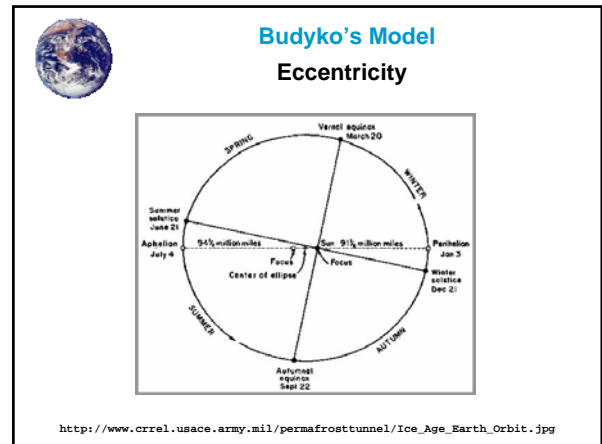 Budyko's Model
Eccentricity
Vernal equinox
March 20
SPRING
WINTER
Summer
solstice
June 21
Aphelion
July 4
94½ million miles
Sun
91½ million miles
Perihelion
Jan 3
Focus
Focus
Center of ellipse
Winter
solstice
Dec 21
SUMMER
AUTUMN
Autumnal
equinox
Sept 22
http://www.crrel.usace.army.mil/permafrosttunnel/Ice_Age_Earth_Orbit.jpg